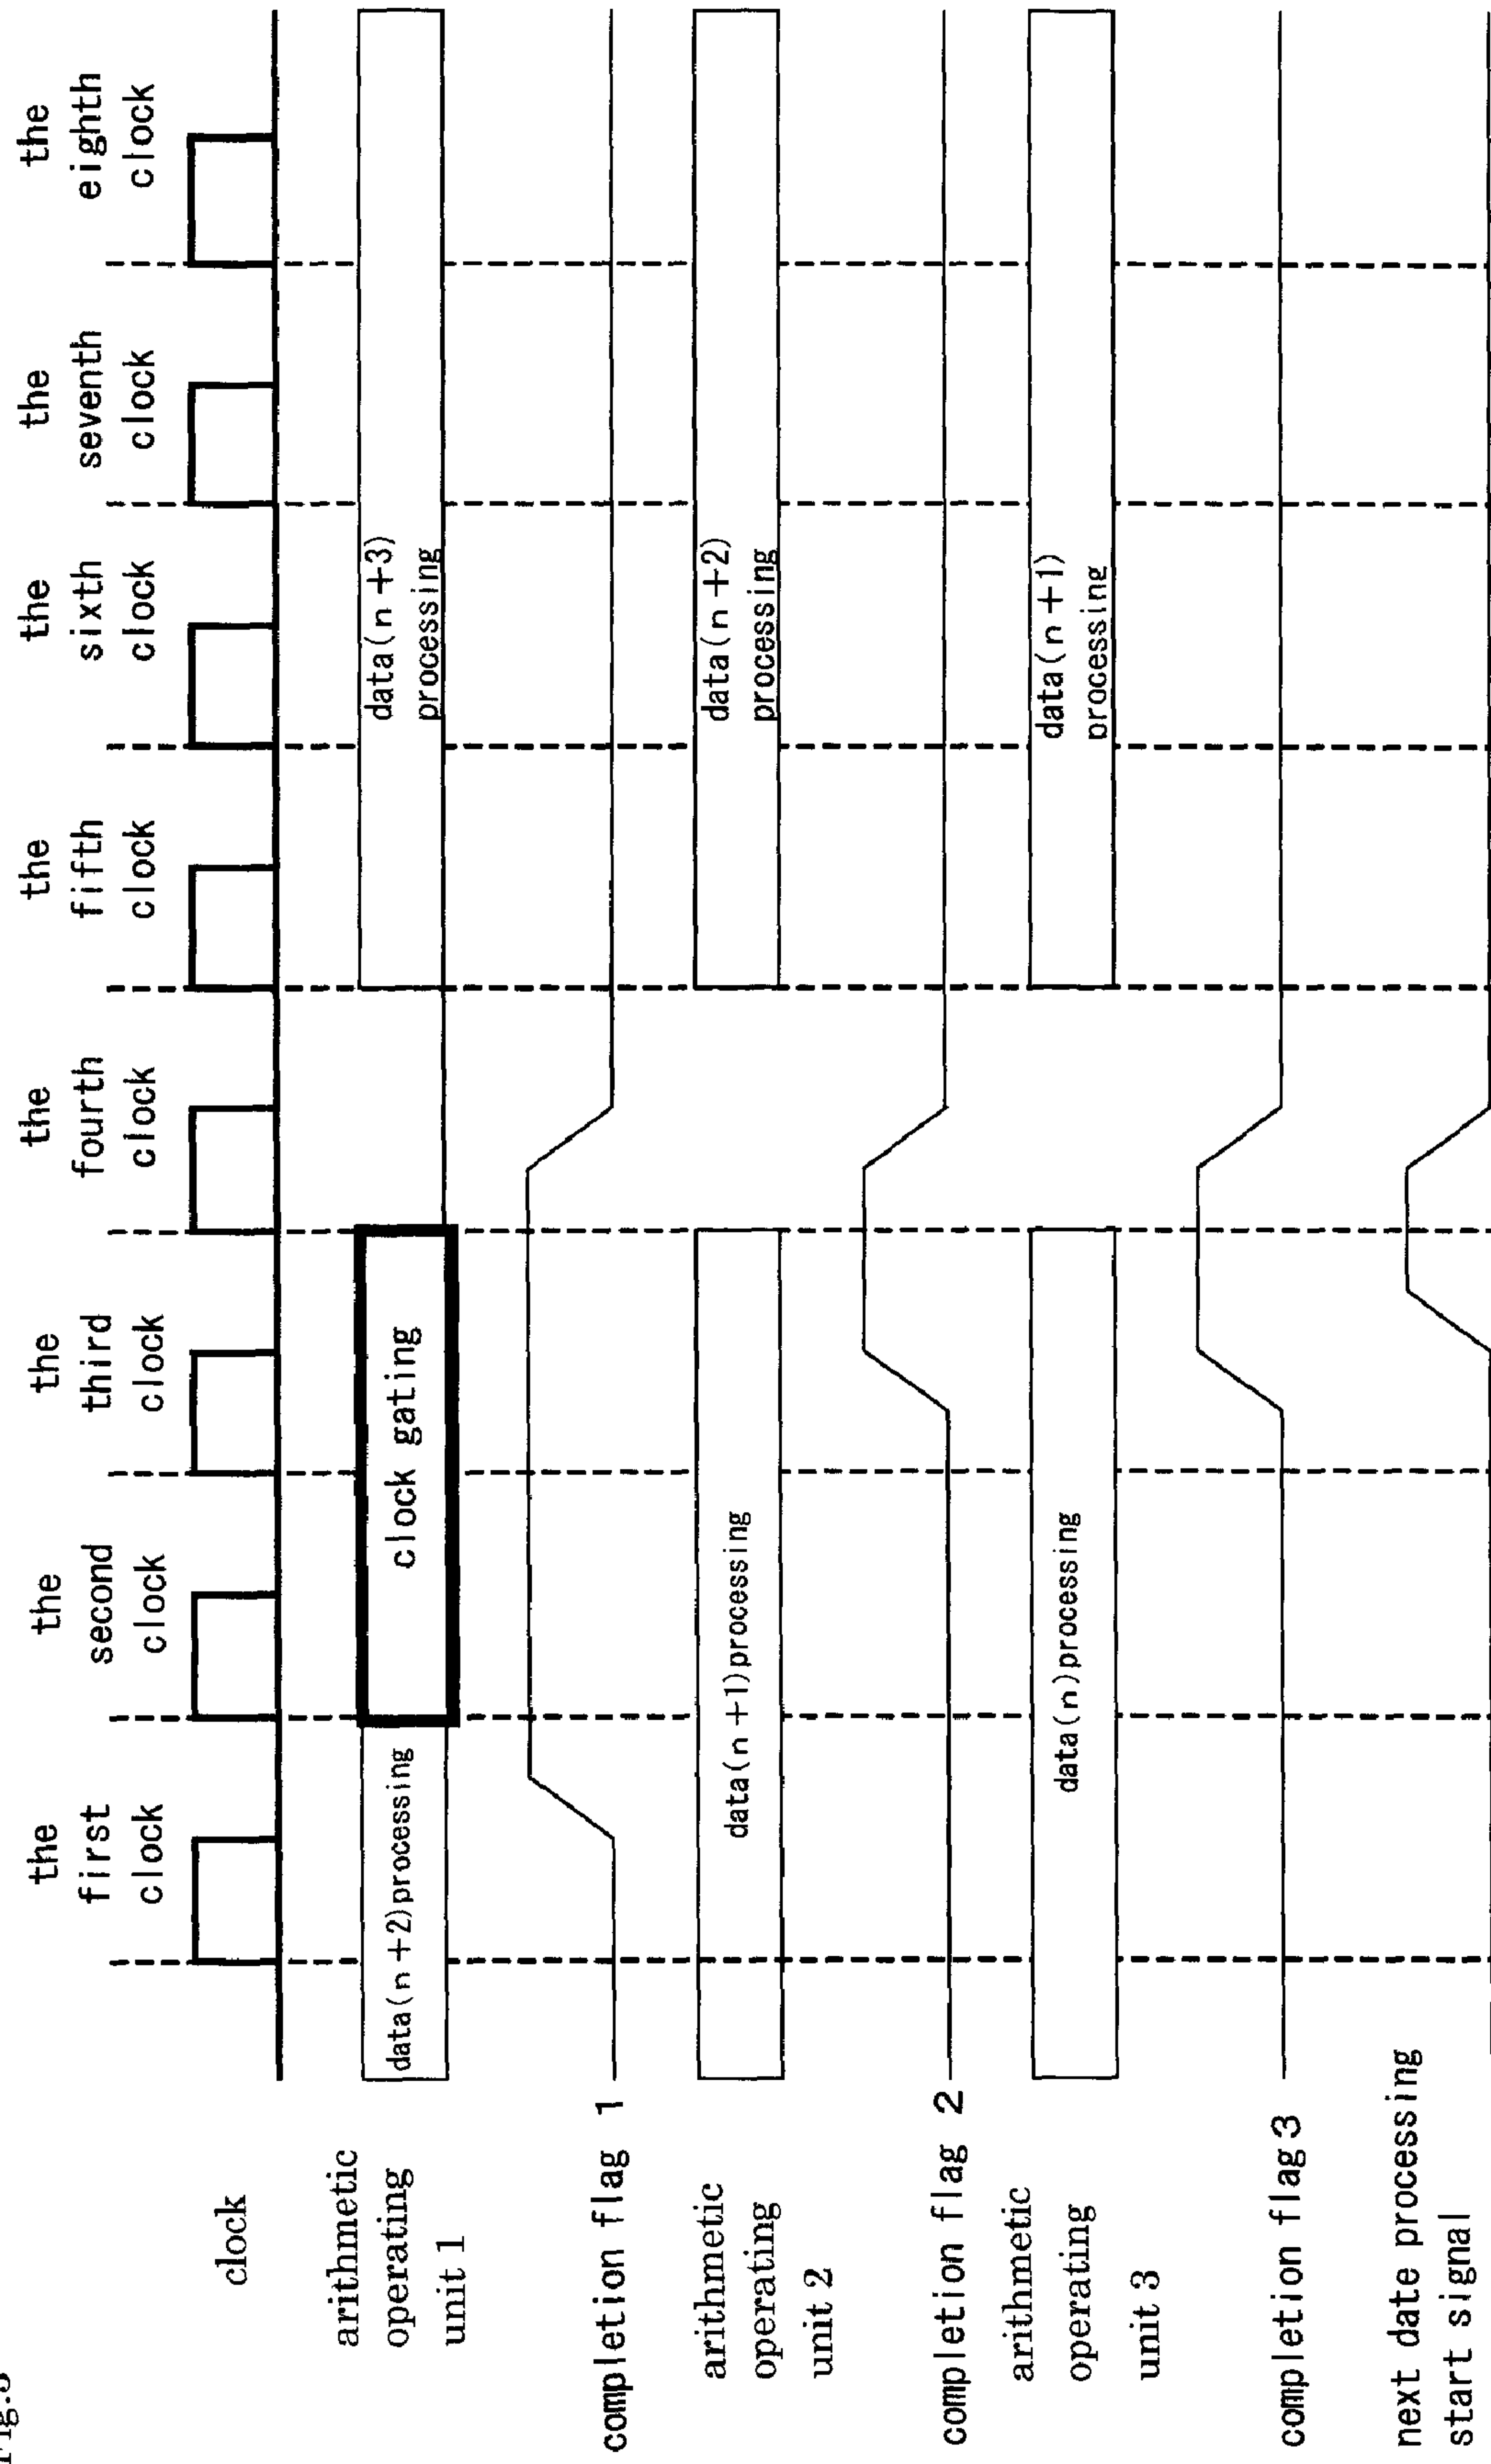 the
first
clock
the
second
clock
the
third
clock
the
fourth
clock
the
fifth
clock
the
sixth
clock
the
seventh
clock
the
eighth
clock
clock
arithmetic
operating
unit 1
data(n+2)processing
clock gating
data(n+3)
processing
completion flag 1
arithmetic
operating
unit 2
data(n+1)processing
data(n+2)
processing
completion flag 2
arithmetic
operating
unit 3
data(n)processing
data(n+1)
processing
completion flag 3
next date processing
start signal